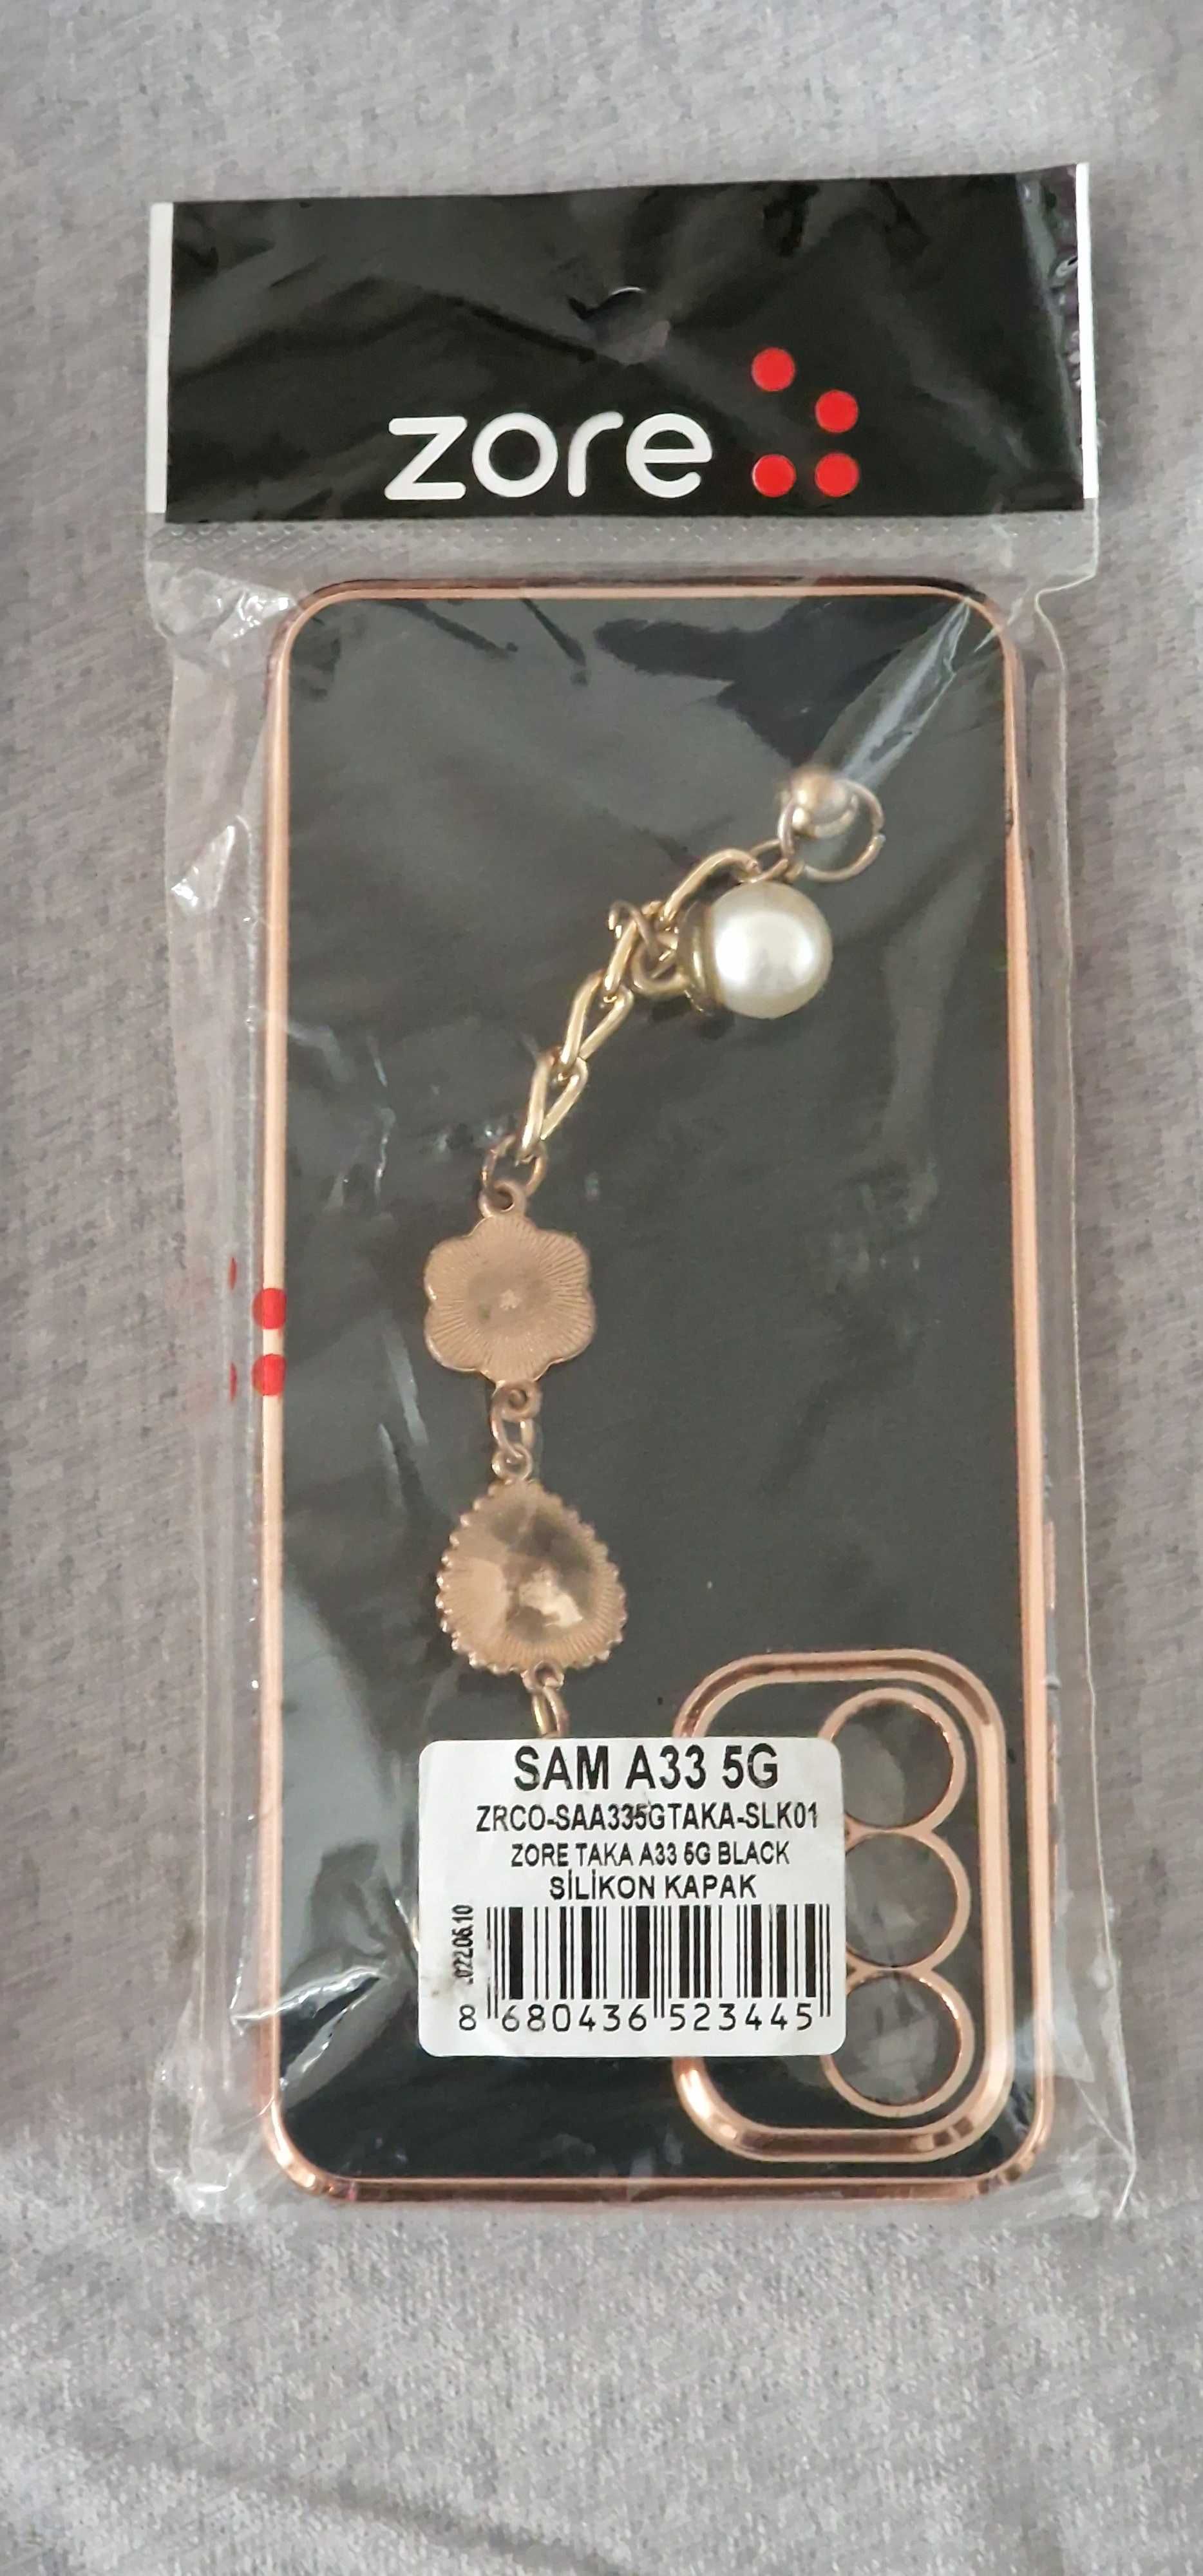 zore
SAM A33 5G
ZRCO-SAA335GTAKA-SLK01
ZORE TAKA A33 5G BLACK
SİLİKON KAPAK
8 680436 523445